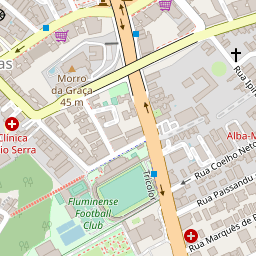 as
Morro
da Graça
45 m
Rua Ipir
Clínica
io Serra
Alba-M
Rua Coelho Neto
Fluminense
Football
Club
Tricolor
Rua Paissandu
Rua Marquês de P